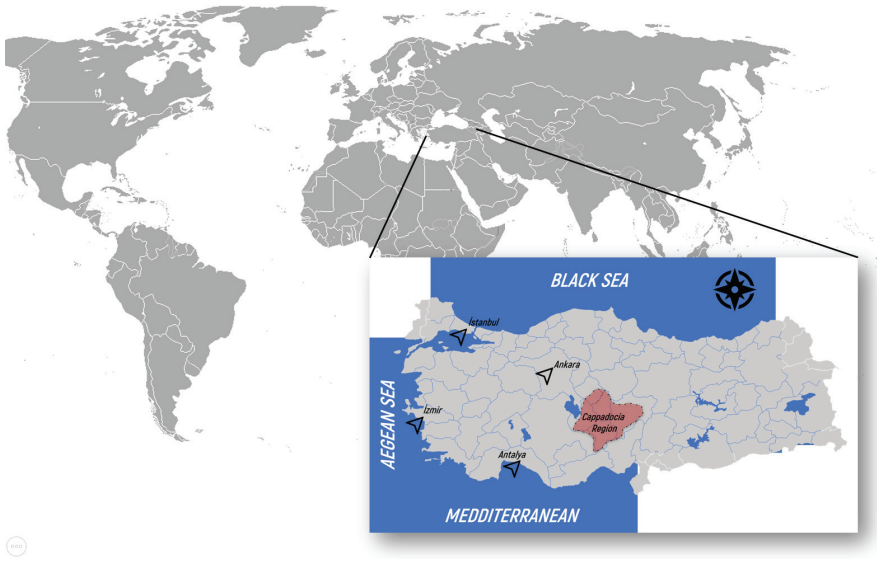 BLACK SEA
İstanbul
Ankara
AEGEAN SEA
İzmir
Cappadocia
Region
Antalya
MEDDITERRANEAN